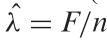 λ̂ = F/n